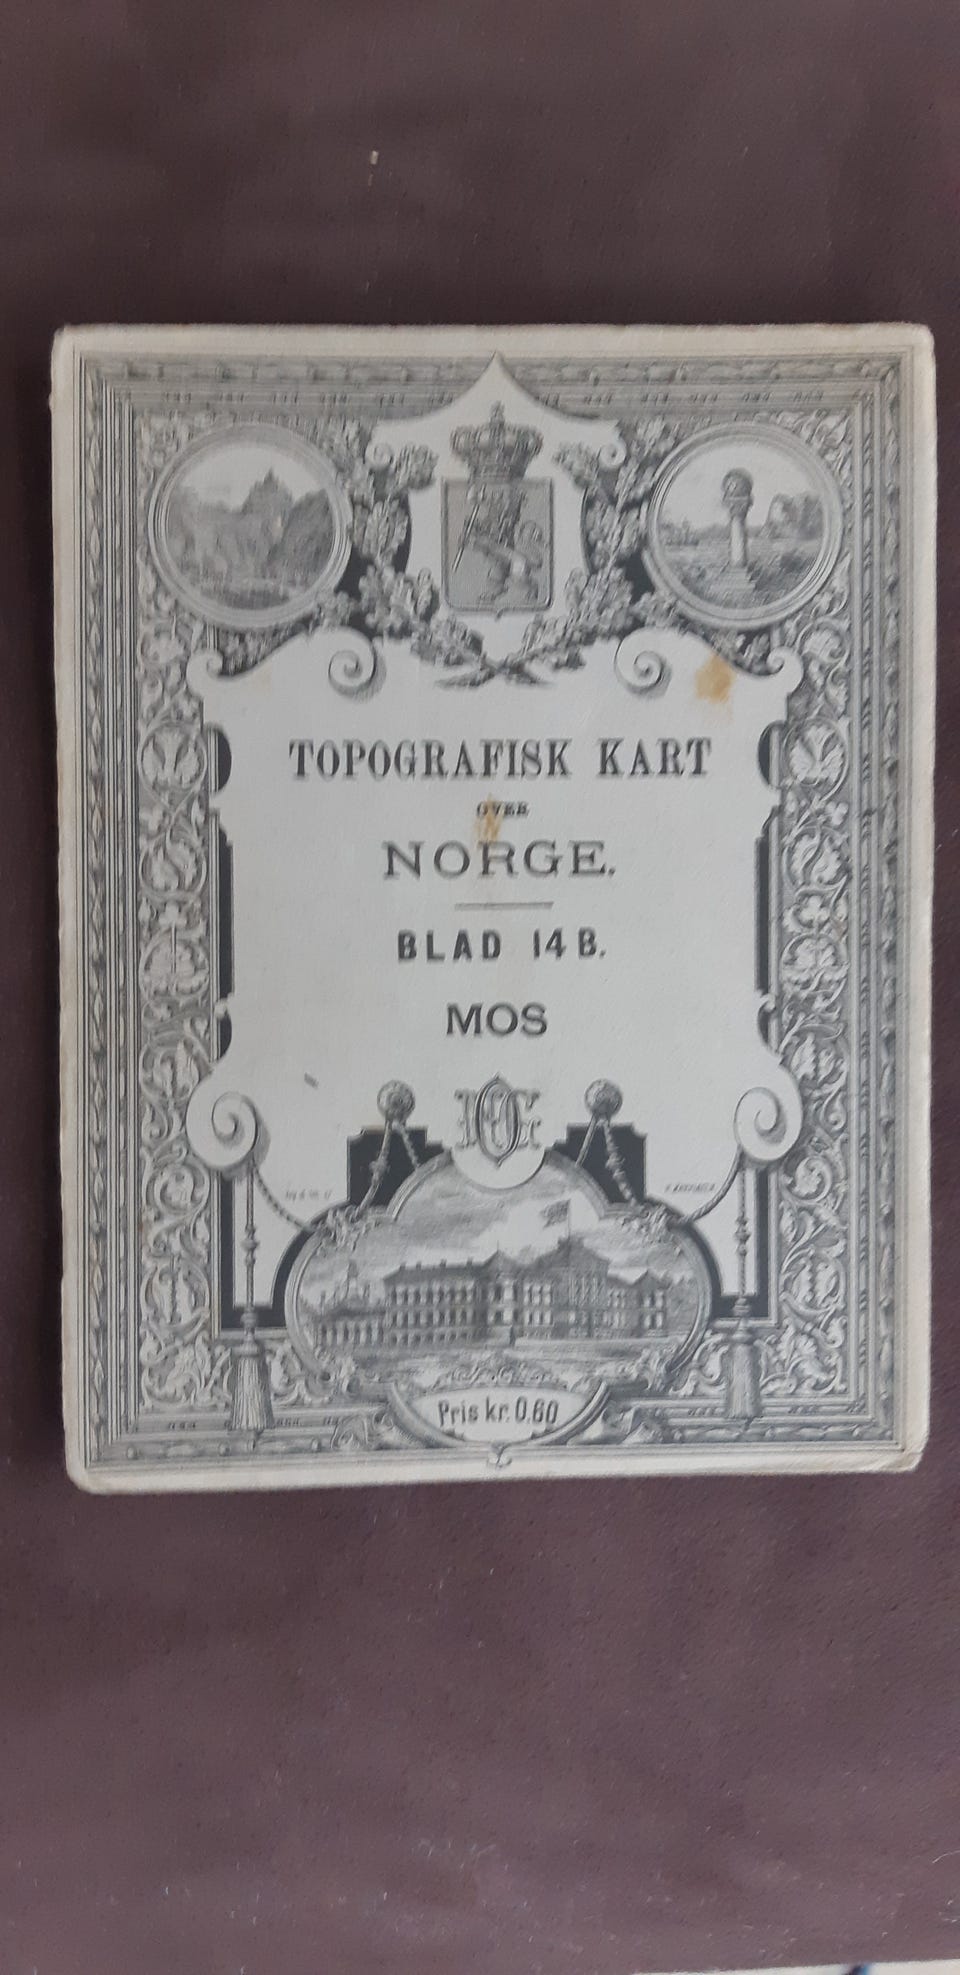 TOPOGRAFISK KART
OVER
NORGE.
BLAD 14 B.
MOS
Pris kr. 0,60